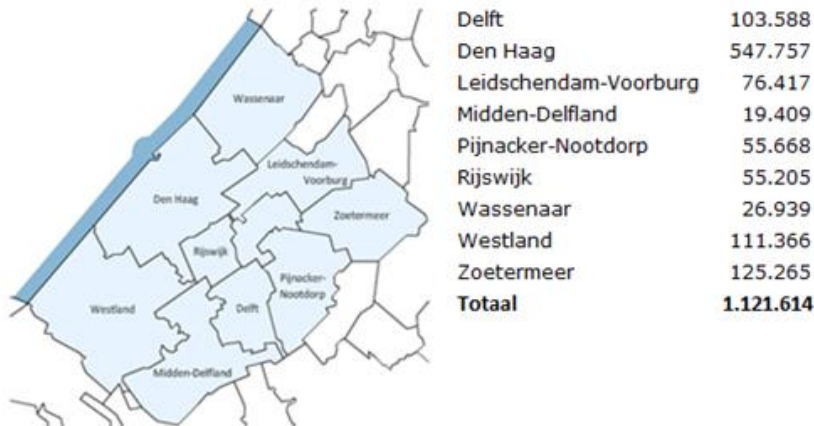 Wassenaar
Leidschendam-
Voorburg
Den Haag
Zoetermeer
Rijswijk
Pijnacker-
Nootdorp
Westland
Delft
Midden-Delfland
Delft 103.588
Den Haag 547.757
Leidschendam-Voorburg 76.417
Midden-Delfland 19.409
Pijnacker-Nootdorp 55.668
Rijswijk 55.205
Wassenaar 26.939
Westland 111.366
Zoetermeer 125.265
Totaal 1.121.614